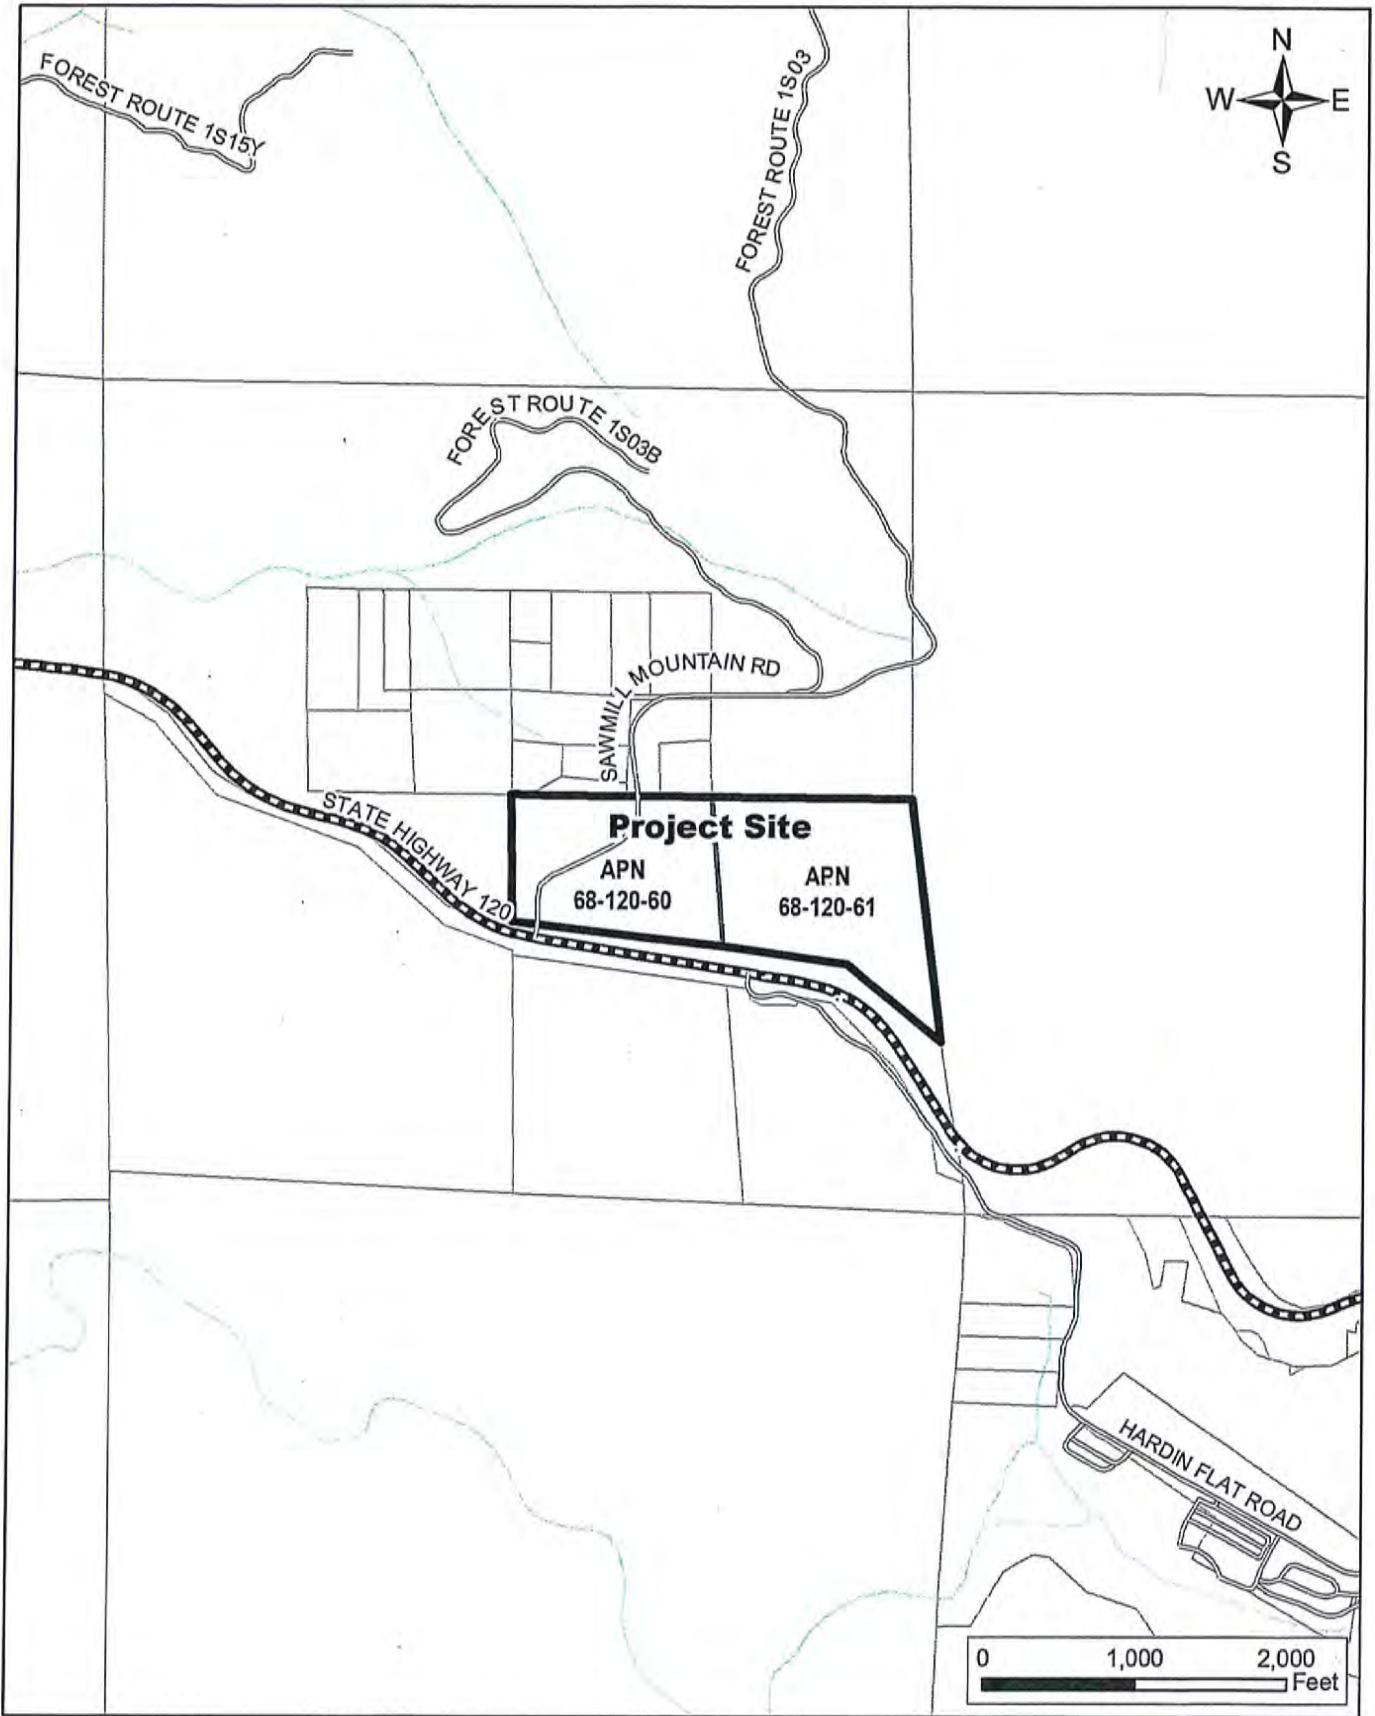 N
W E
S
FOREST ROUTE 1S15Y
FOREST ROUTE 1S03
FOREST ROUTE 1S03B
SAWMILL MOUNTAIN RD
STATE HIGHWAY 120
Project Site
APN
68-120-60
APN
68-120-61
HARDIN FLAT ROAD
0 1,000 2,000
Feet